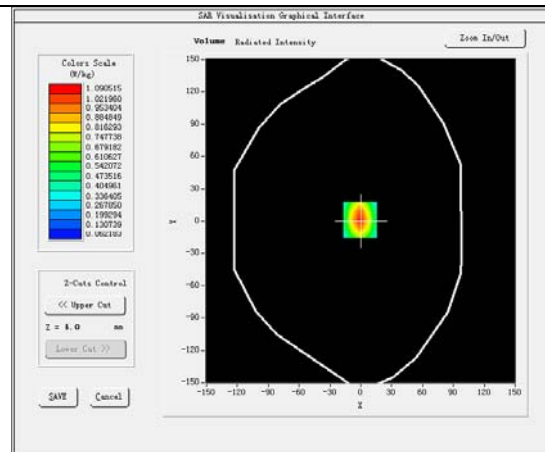 SAR Visualisation Graphical Interface
Volume Radiated Intensity
Zoom In/Out
Colors Scale
(W/kg)
1.090515
1.021960
0.953404
0.884849
0.816293
0.747738
0.679182
0.610627
0.542072
0.473516
0.404961
0.336405
0.267850
0.199294
0.130739
0.062183
Z-Cuts Control
<< Upper Cut
Z = 4.0 mm
Lower Cut >>
SAVE Cancel
150
120
90
60
30
0
-30
-60
-90
-120
-150
Y
-150 -120 -90 -60 -30 0 30 60 90 120 150
X